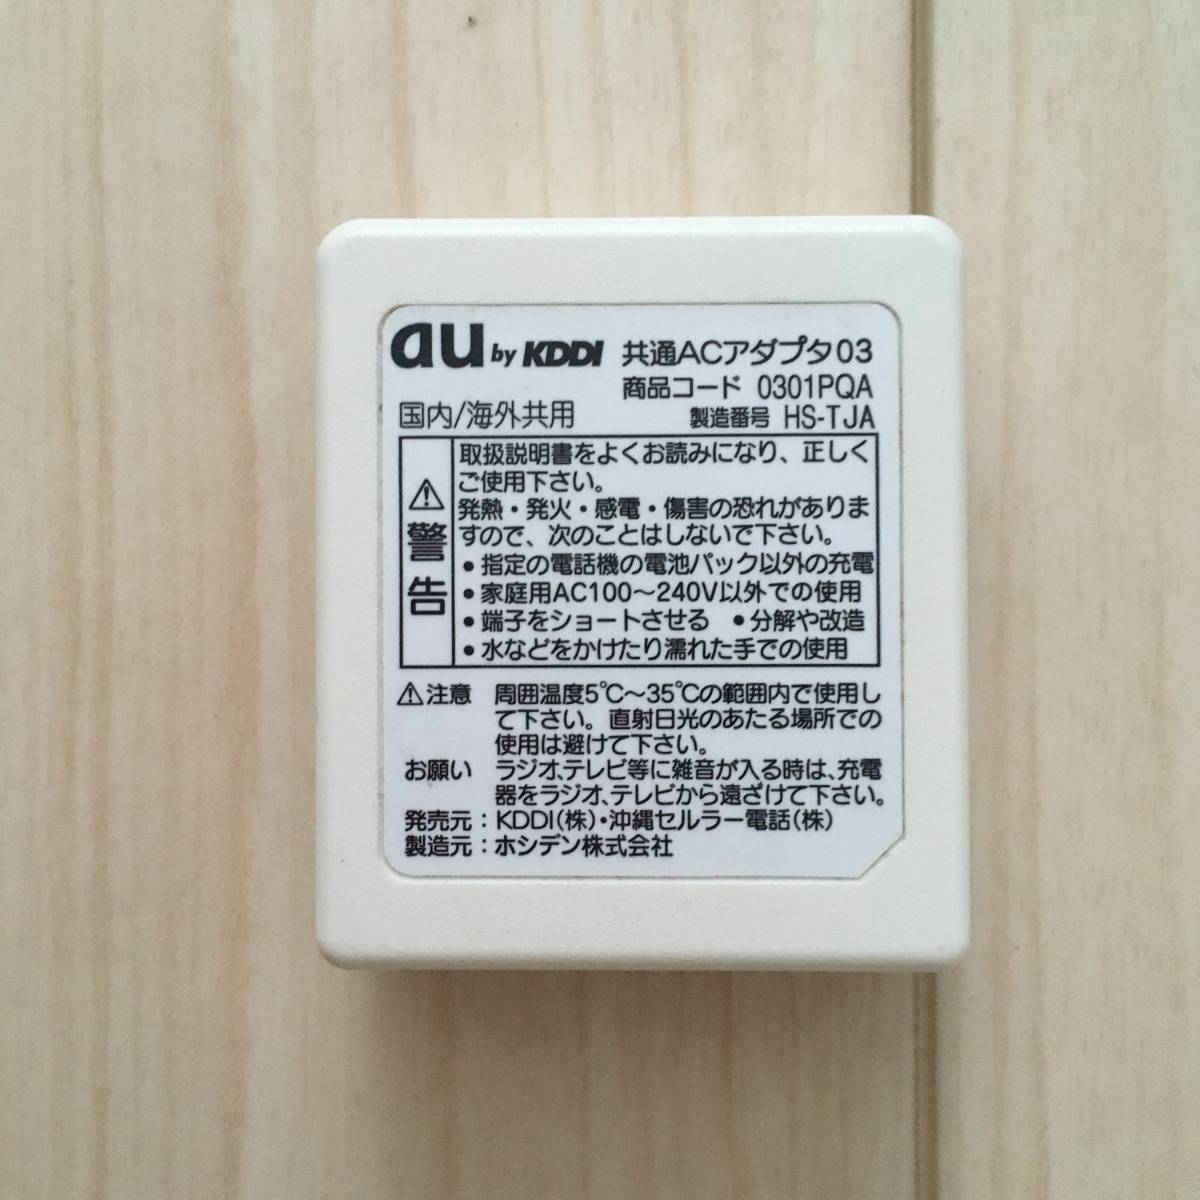 au by KDDI 共通ACアダプタ03
商品コード 0301PQA
国内/海外共用 製造番号 HS-TJA
⚠警告
取扱説明書をよくお読みになり、正しく
ご使用下さい。
発熱・発火・感電・傷害の恐れがありま
すので、次のことはしないで下さい。
•指定の電話機の電池パック以外の充電
•家庭用AC100～240V以外での使用
•端子をショートさせる •分解や改造
•水などをかけたり濡れた手での使用
⚠注意 周囲温度5℃～35℃の範囲内で使用し
て下さい。直射日光のあたる場所での
使用は避けて下さい。
お願い ラジオ、テレビ等に雑音が入る時は、充電
器をラジオ、テレビから遠ざけて下さい。
発売元：KDDI(株)・沖縄セルラー電話(株)
製造元：ホシデン株式会社